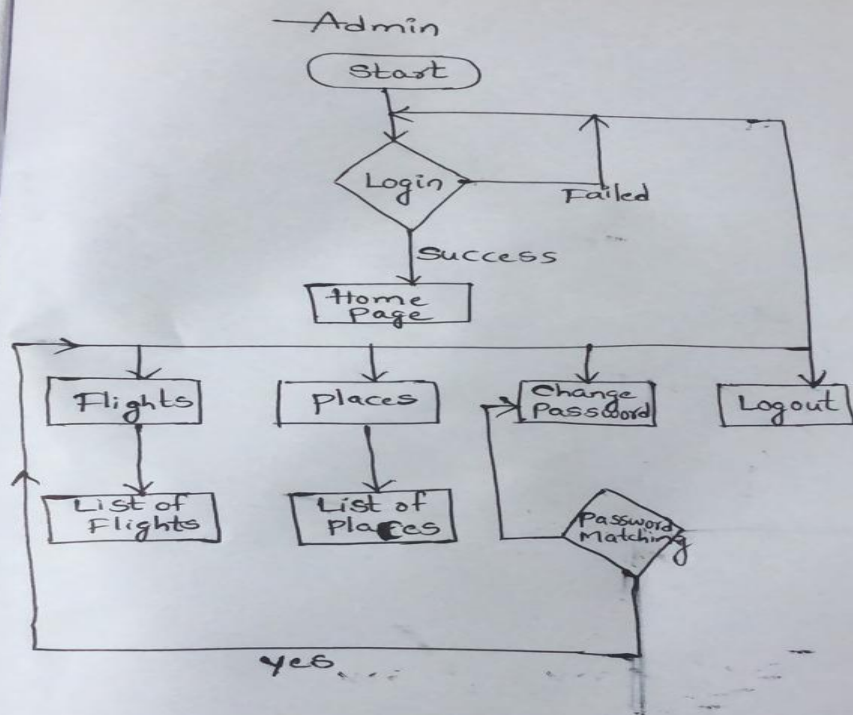 Admin
Start
Login
Failed
Success
Home
Page
Flights
Places
Change
Password
Logout
List of
Flights
List of
Places
Password
Matching
yes